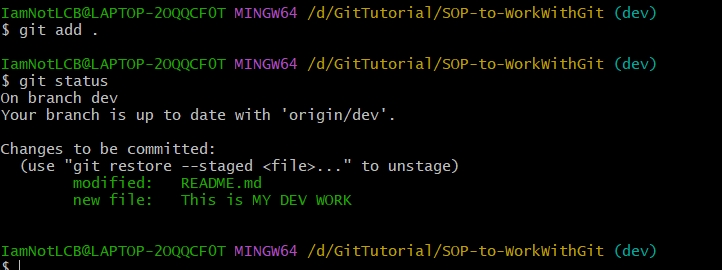 IamNotLCB@LAPTOP-2OQQCF0T MINGW64 /d/GitTutorial/SOP-to-WorkWithGit (dev)
$ git add .
IamNotLCB@LAPTOP-2OQQCF0T MINGW64 /d/GitTutorial/SOP-to-WorkWithGit (dev)
$ git status
On branch dev
Your branch is up to date with 'origin/dev'.
Changes to be committed:
  (use "git restore --staged <file>..." to unstage)
        modified:   README.md
        new file:   This is MY DEV WORK
IamNotLCB@LAPTOP-2OQQCF0T MINGW64 /d/GitTutorial/SOP-to-WorkWithGit (dev)
$